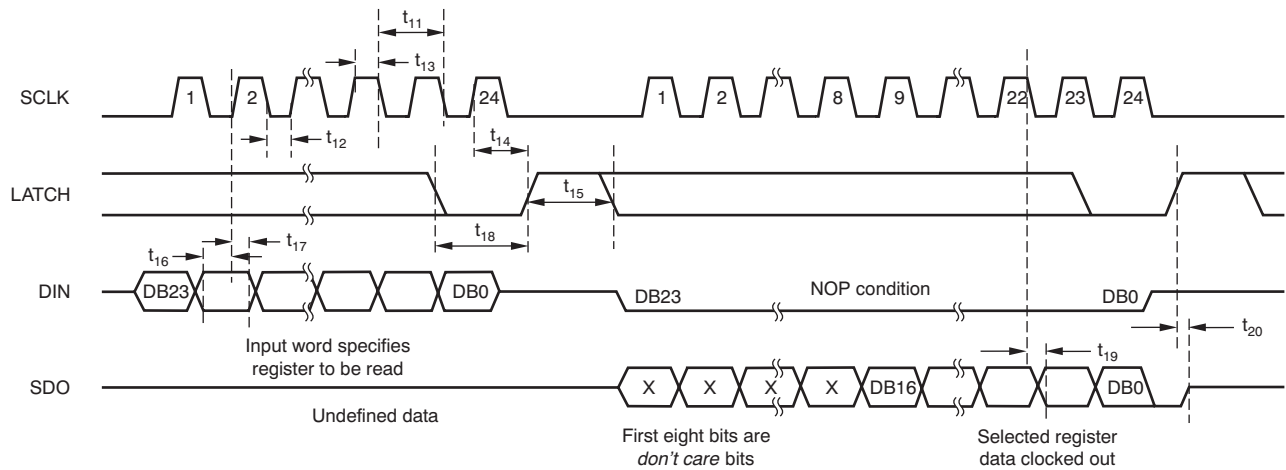 t11
t13
SCLK
1
2
24
1
2
8
9
22
23
24
t12
t14
LATCH
t15
t18
t16
t17
DIN
DB23
DB0
DB23
NOP condition
DB0
t20
Input word specifies
register to be read
t19
SDO
X
X
X
X
DB16
DB0
Undefined data
First eight bits are
don't care bits
Selected register
data clocked out